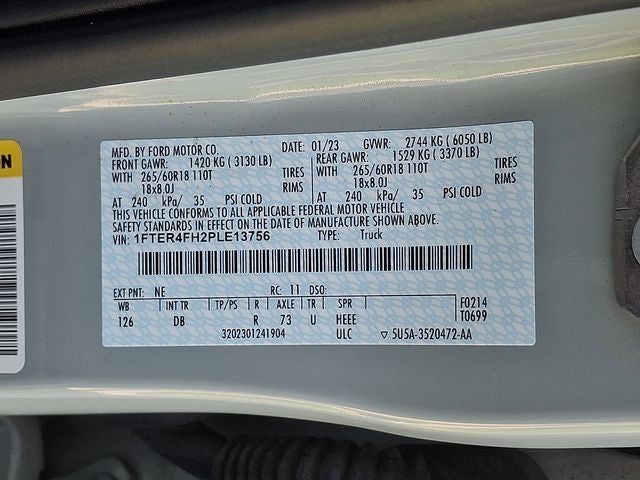 ON
MFD. BY FORD MOTOR CO. DATE: 01/23 GVWR: 2744 KG ( 6050 LB)
FRONT GAWR: 1420 KG ( 3130 LB) REAR GAWR: 1529 KG ( 3370 LB)
WITH 265/60R18 110T TIRES WITH 265/60R18 110T TIRES
18x8.0J RIMS 18x8.0J RIMS
AT 240 kPa/ 35 PSI COLD AT 240 kPa/ 35 PSI COLD
THIS VEHICLE CONFORMS TO ALL APPLICABLE FEDERAL MOTOR VEHICLE
SAFETY STANDARDS IN EFFECT ON THE DATE OF MANUFACTURE SHOWN ABOVE.
VIN: 1FTER4FH2PLE13756 TYPE: Truck
EXT PNT: NE RC: 11 DSO:
WB INT TR TP/PS R AXLE TR SPR F0214
126 DB R 73 U HEEE T0699
3202301241904 ULC ▽ 5U5A-3520472-AA